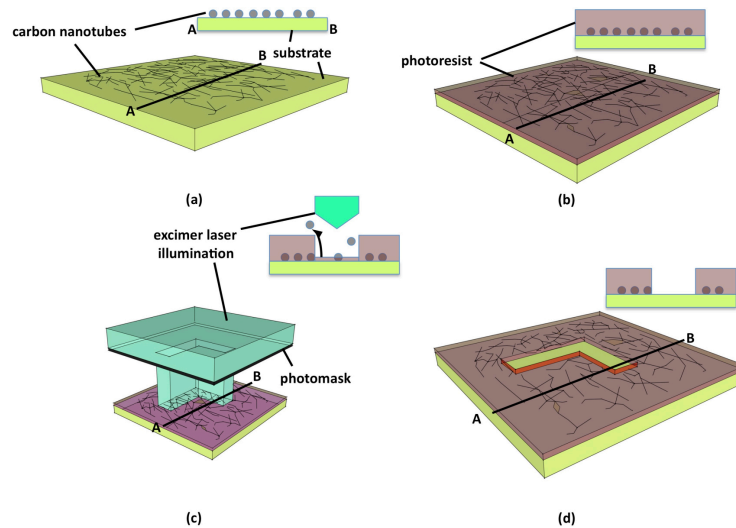 carbon nanotubes
A
B
substrate
B
A
(a)
photoresist
B
A
(b)
excimer laser
illumination
photomask
B
A
(c)
B
A
(d)